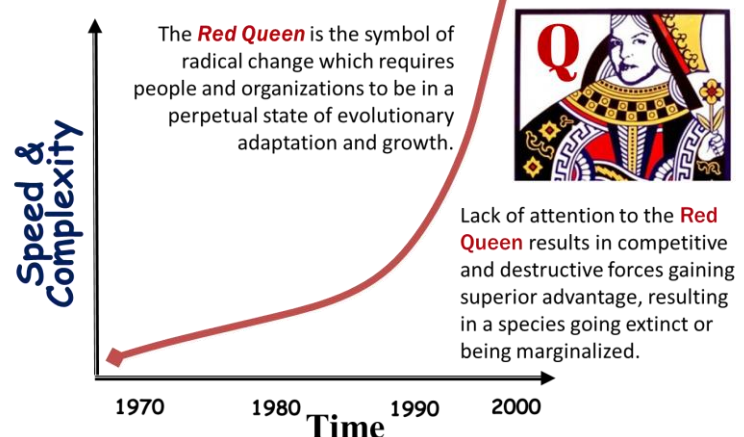 The Red Queen is the symbol of
radical change which requires
people and organizations to be in a
perpetual state of evolutionary
adaptation and growth.
Q
Speed &
Complexity
Lack of attention to the Red
Queen results in competitive
and destructive forces gaining
superior advantage, resulting
in a species going extinct or
being marginalized.
1970 1980 1990 2000
Time